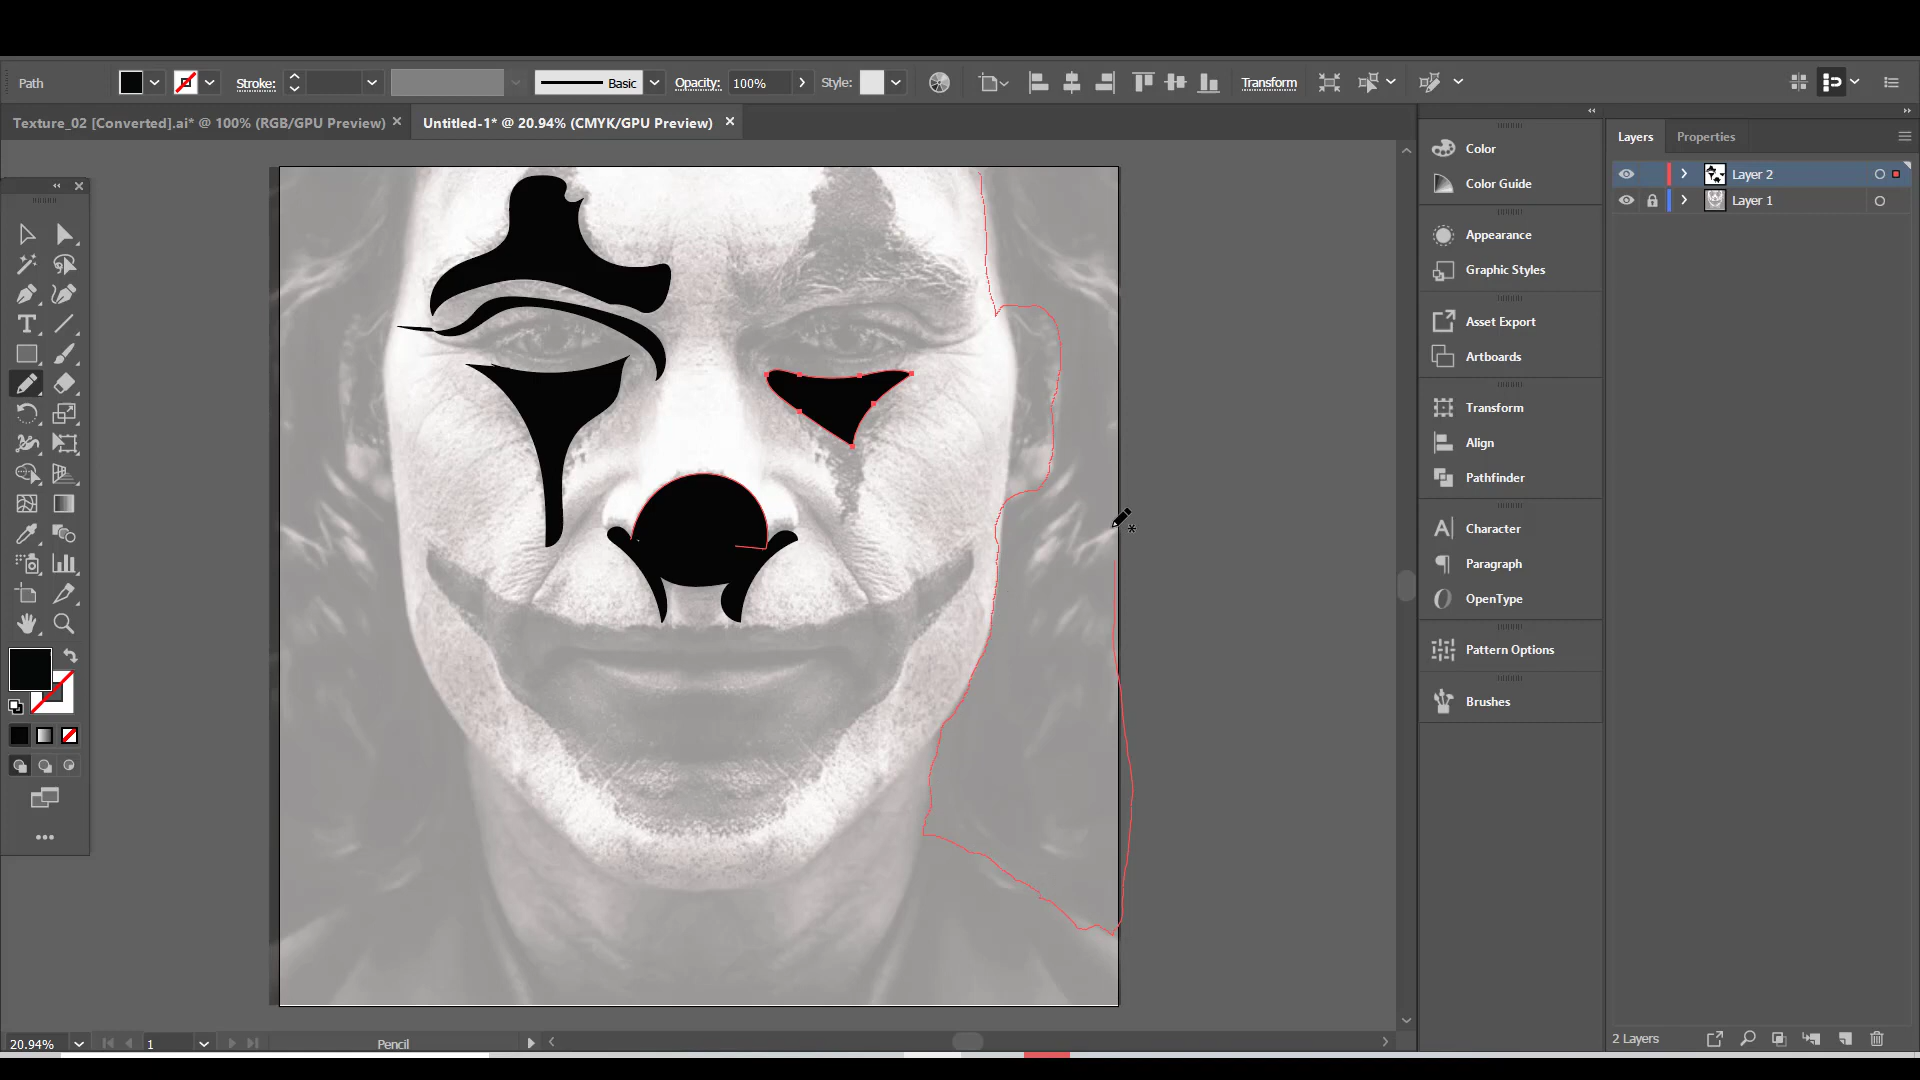 Path
Stroke:
Basic
Opacity:
100%
Style:
Transform
Texture_02 [Converted].ai* @ 100% (RGB/GPU Preview)
Untitled-1* @ 20.94% (CMYK/GPU Preview)
Color
Color Guide
Appearance
Graphic Styles
Asset Export
Artboards
Transform
Align
Pathfinder
Character
Paragraph
OpenType
Pattern Options
Brushes
Layers
Properties
Layer 2
Layer 1
20.94%
1
Pencil
2 Layers